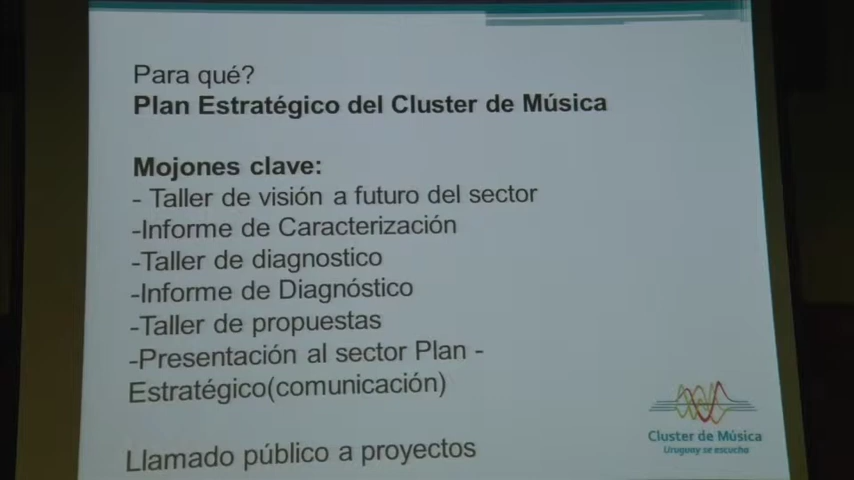 Para qué?
Plan Estratégico del Cluster de Música
Mojones clave:
- Taller de visión a futuro del sector
-Informe de Caracterización
-Taller de diagnostico
-Informe de Diagnóstico
-Taller de propuestas
-Presentación al sector Plan -
Estratégico(comunicación)
Llamado público a proyectos
Cluster de Música
Uruguay se escucha